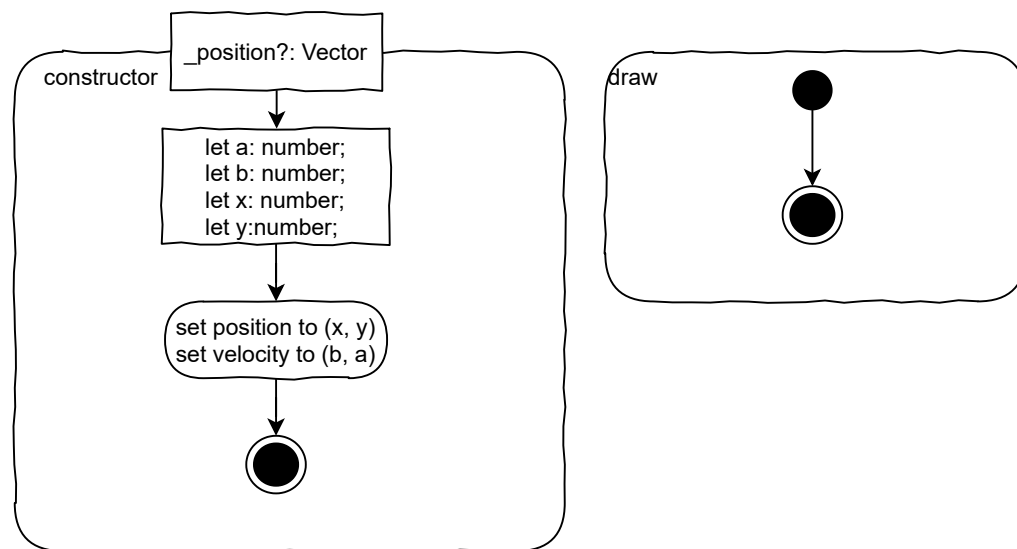 _position?: Vector
constructor
let a: number;
let b: number;
let x: number;
let y:number;
set position to (x, y)
set velocity to (b, a)
draw